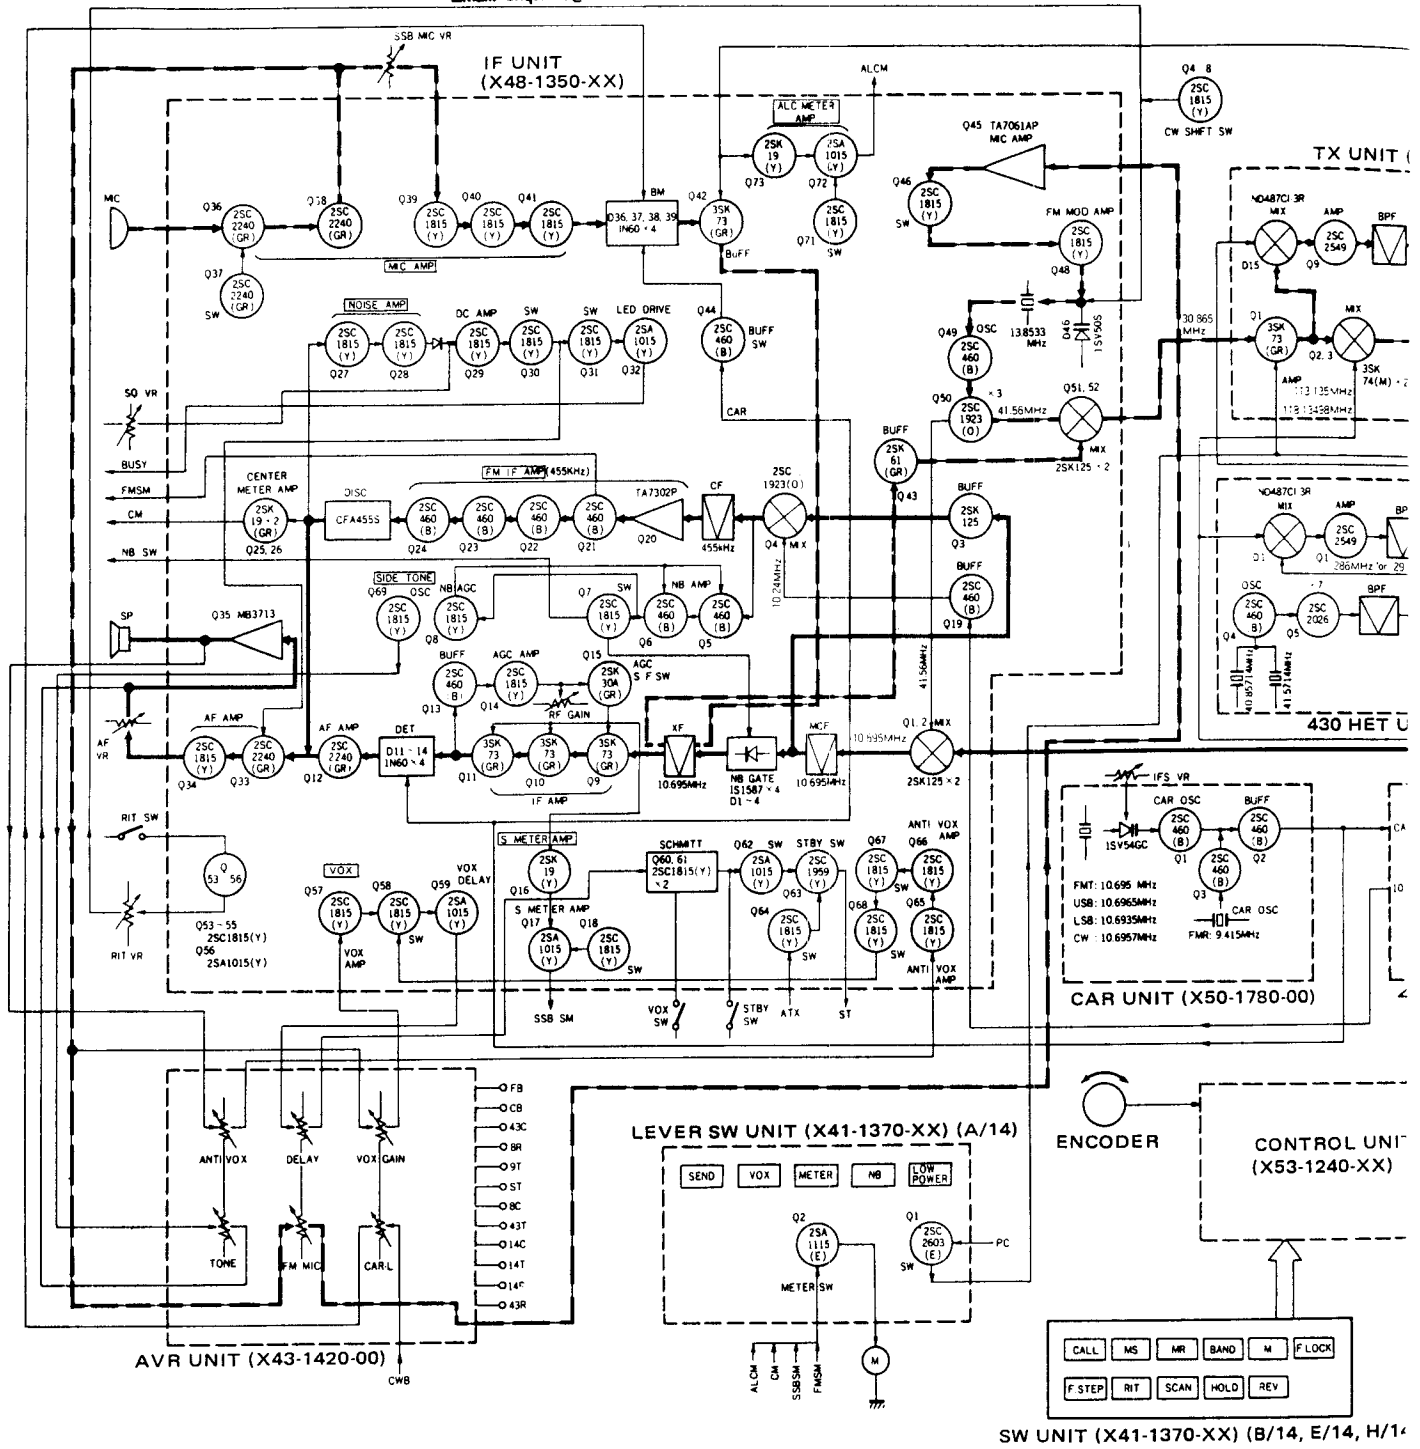 SSB MIC VR
IF UNIT
(X48-1350-XX)
ALCM
ALC METER
AMP
2SK
19
(Y)
Q73
2SA
1015
(GY)
Q72
2SC
1815
(Y)
Q71
SW
Q45 TA7061AP
MIC AMP
2SC
1815
(Y)
CW SHIFT SW
TX UNIT (
MIC
Q36
2SC
2240
(GR)
Q37
2SC
2240
(GR)
SW
2SC
2240
(GR)
Q39
2SC
1815
(Y)
Q40
2SC
1815
(Y)
Q41
2SC
1815
(Y)
MIC AMP
BM
D36, 37, 38, 39
1N60 × 4
Q42
3SK
73
(GR)
BUFF
Q46
2SC
1815
(Y)
SW
FM MOD AMP
2SC
1815
(Y)
Q48
ND487C1-3R
MIX
D15
AMP
2SC
2549
Q9
BPF
NOISE AMP
2SC
1815
(Y)
Q27
2SC
1815
(Y)
Q28
DC AMP
2SC
1815
(Y)
Q29
SW
2SC
1815
(Y)
Q30
SW
2SC
1815
(Y)
Q31
LED DRIVE
2SA
1015
(Y)
Q32
Q44
2SC
460
(B)
BUFF
SW
CAR
13.8533
MHz
D46
1SV50S
Q49
OSC
2SC
460
(B)
Q50
× 3
2SC
1923
(O)
41.56MHz
Q51, 52
MIX
2SK125 × 2
30.865
MHz
Q1
3SK
73
(GR)
AMP
MIX
Q2, 3
3SK
74(M) × 2
113.135MHz
118.13498MHz
SQ VR
BUSY
FMSM
CM
NB SW
CENTER
METER AMP
2SK
19 × 2
(GR)
Q25, 26
DISC
CFA455S
FM IF AMP (455KHz)
2SC
460
(B)
Q24
2SC
460
(B)
Q23
2SC
460
(B)
Q22
2SC
460
(B)
Q21
TA7302P
Q20
CF
455kHz
2SC
1923(O)
Q4
MIX
10.24MHz
BUFF
2SK
61
(GR)
Q43
BUFF
2SK
125
Q3
BUFF
2SC
460
(B)
Q19
41.56MHz
ND487C1-3R
MIX
D1
AMP
2SC
2549
Q1
286MHz or 29
OSC
2SC
460
B)
Q4
2SC
2026
Q5
BPF
40.85714MHz
41.5714MHz
430 HET U
SP
Q35 MB3713
SIDE TONE
Q69 OSC
2SC
1815
(Y)
NB AGC
2SC
1815
(Y)
Q8
Q7
SW
2SC
1815
(Y)
NB AMP
2SC
460
(B)
Q6
2SC
460
(B)
Q5
BUFF
2SC
460
B)
Q13
AGC AMP
2SC
1815
(Y)
Q14
Q15
2SK
30A
(GR)
AGC
S F SW
RF GAIN
AF
VR
AF AMP
2SC
1815
(Y)
Q34
2SC
2240
(GR)
Q33
AF AMP
2SC
2240
(GR)
Q12
DET
D11 ~ 14
1N60 × 4
3SK
73
(GR)
Q11
3SK
73
(GR)
Q10
3SK
73
(GR)
Q9
IF AMP
XF
10.695MHz
NB GATE
1S1587 × 4
D1 ~ 4
MCF
10.695MHz
10.695MHz
Q1, 2 MIX
2SK125 × 2
RIT SW
Q
53 56
Q53 ~ 55
2SC1815(Y)
Q56
2SA1015(Y)
RIT VR
Q57
VOX
2SC
1815
(Y)
VOX
AMP
Q58
2SC
1815
(Y)
SW
Q59
VOX
DELAY
2SA
1015
(Y)
S METER AMP
2SK
19
(Y)
Q16
S METER AMP
Q17
2SA
1015
(Y)
Q18
2SC
1815
(Y)
SW
SSB SM
SCHMITT
Q60, 61
2SC1815(Y)
× 2
Q62
SW
2SA
1015
(Y)
STBY SW
2SC
1959
(Y)
Q63
Q64
2SC
1815
(Y)
SW
Q67
2SC
1815
(Y)
SW
Q68
2SC
1815
(Y)
SW
ANTI VOX
AMP
Q66
2SC
1815
(Y)
Q65
2SC
1815
(Y)
ANTI VOX
AMP
VOX
SW
STBY
SW
ATX
ST
IFS VR
1SV54GC
CAR OSC
2SC
460
(B)
Q1
BUFF
2SC
460
(B)
Q2
2SC
460
(B)
Q3
CAR OSC
FMR: 9.415MHz
FMT: 10.695 MHz
USB: 10.6965MHz
LSB: 10.6935MHz
CW : 10.6957MHz
CAR UNIT (X50-1780-00)
CA
10
ANTI VOX
DELAY
VOX GAIN
TONE
FM MIC
CAR-L
FB
CB
43C
8R
9T
ST
8C
43T
14C
14T
43R
AVR UNIT (X43-1420-00)
CWB
LEVER SW UNIT (X41-1370-XX) (A/14)
SEND
VOX
METER
NB
LOW
POWER
Q2
2SA
1115
(E)
METER SW
Q1
2SC
2603
(E)
SW
PC
ALCM
CM
SSBSM
FMSM
M
ENCODER
CONTROL UNIT
(X53-1240-XX)
CALL
MS
MR
BAND
M
F.LOCK
F.STEP
RIT
SCAN
HOLD
REV
SW UNIT (X41-1370-XX) (B/14, E/14, H/14